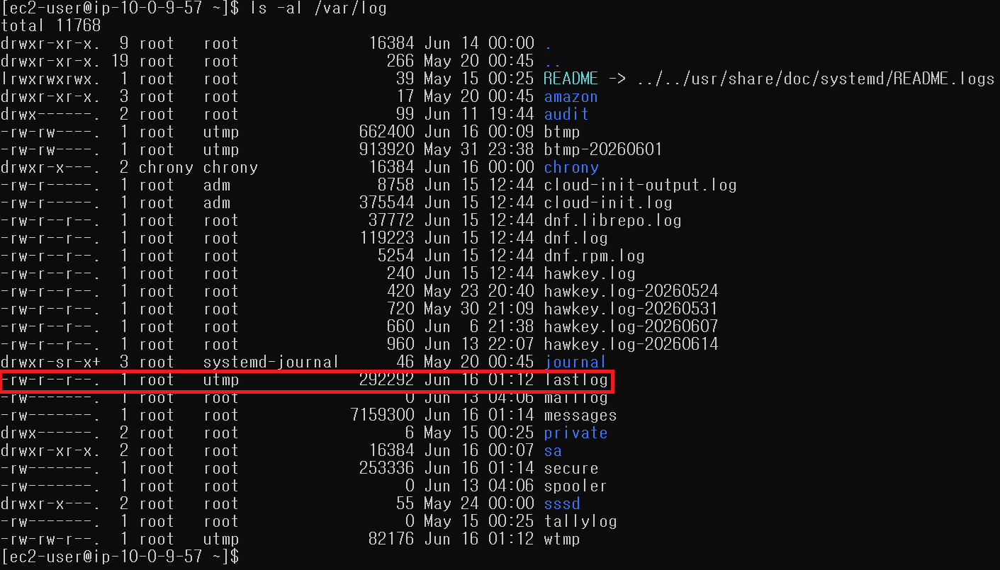 [ec2-user@ip-10-0-9-57 ~]$ ls -al /var/log
total 11768
drwxr-xr-x.  9 root   root              16384 Jun 14 00:00 .
drwxr-xr-x. 19 root   root                266 May 20 00:45 ..
lrwxrwxrwx.  1 root   root                 39 May 15 00:25 README -> ../../usr/share/doc/systemd/README.logs
drwxr-xr-x.  3 root   root                 17 May 20 00:45 amazon
drwx------.  2 root   root                 99 Jun 11 19:44 audit
-rw-rw----.  1 root   utmp             662400 Jun 16 00:09 btmp
-rw-rw----.  1 root   utmp             913920 May 31 23:38 btmp-20260601
drwxr-x---.  2 chrony chrony            16384 Jun 16 00:00 chrony
-rw-r-----.  1 root   adm                8758 Jun 15 12:44 cloud-init-output.log
-rw-r-----.  1 root   adm              375544 Jun 15 12:44 cloud-init.log
-rw-r--r--.  1 root   root              37772 Jun 15 12:44 dnf.librepo.log
-rw-r--r--.  1 root   root             119223 Jun 15 12:44 dnf.log
-rw-r--r--.  1 root   root               5254 Jun 15 12:44 dnf.rpm.log
-rw-r--r--.  1 root   root                240 Jun 15 12:44 hawkey.log
-rw-r--r--.  1 root   root                420 May 23 20:40 hawkey.log-20260524
-rw-r--r--.  1 root   root                720 May 30 21:09 hawkey.log-20260531
-rw-r--r--.  1 root   root                660 Jun  6 21:38 hawkey.log-20260607
-rw-r--r--.  1 root   root                960 Jun 13 22:07 hawkey.log-20260614
drwxr-sr-x+  3 root   systemd-journal      46 May 20 00:45 journal
-rw-r--r--.  1 root   utmp             292292 Jun 16 01:12 lastlog
-rw-------.  1 root   root                  0 Jun 13 04:06 maillog
-rw-------.  1 root   root            7159300 Jun 16 01:14 messages
drwx------.  2 root   root                  6 May 15 00:25 private
drwxr-xr-x.  2 root   root              16384 Jun 16 00:07 sa
-rw-------.  1 root   root             253336 Jun 16 01:14 secure
-rw-------.  1 root   root                  0 Jun 13 04:06 spooler
drwxr-x---.  2 root   root                 55 May 24 00:00 sssd
-rw-------.  1 root   root                  0 May 15 00:25 tallylog
-rw-rw-r--.  1 root   utmp              82176 Jun 16 01:12 wtmp
[ec2-user@ip-10-0-9-57 ~]$